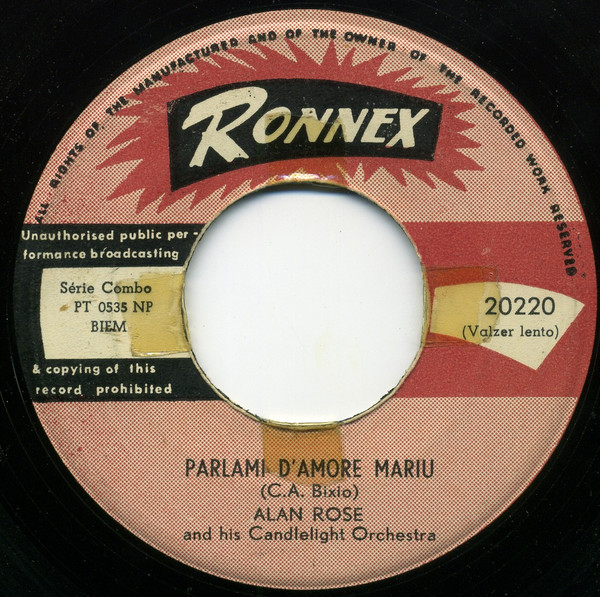 ALL RIGHTS OF THE MANUFACTURED AND OF THE OWNER OF THE RECORDED WORK RESERVED
RONNEX
Unauthorised public per-
formance broadcasting
Série Combo
PT 0535 NP
BIEM
& copying of this
record prohibited
20220
(Valzer lento)
PARLAMI D'AMORE MARIU
(C.A. Bixio)
ALAN ROSE
and his Candlelight Orchestra